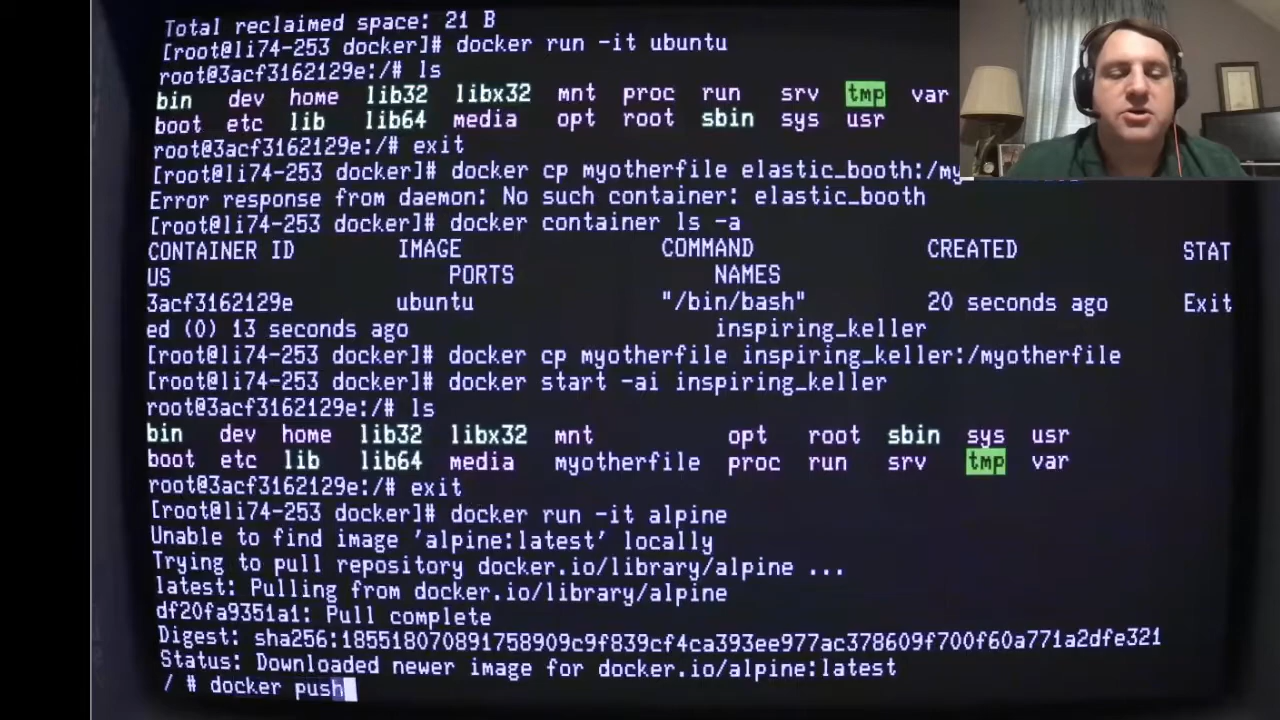 Total reclaimed space: 21 B
[root@li74-253 docker]# docker run -it ubuntu
root@3acf3162129e:/# ls
bin dev home lib32 libx32 mnt proc run srv tmp var
boot etc lib lib64 media opt root sbin sys usr
root@3acf3162129e:/# exit
[root@li74-253 docker]# docker cp myotherfile elastic_booth:/my
Error response from daemon: No such container: elastic_booth
[root@li74-253 docker]# docker container ls -a
CONTAINER ID IMAGE COMMAND CREATED STAT
US PORTS NAMES
3acf3162129e ubuntu "/bin/bash" 20 seconds ago Exit
ed (0) 13 seconds ago inspiring_keller
[root@li74-253 docker]# docker cp myotherfile inspiring_keller:/myotherfile
[root@li74-253 docker]# docker start -ai inspiring_keller
root@3acf3162129e:/# ls
bin dev home lib32 libx32 mnt opt root sbin sys usr
boot etc lib lib64 media myotherfile proc run srv tmp var
root@3acf3162129e:/# exit
[root@li74-253 docker]# docker run -it alpine
Unable to find image 'alpine:latest' locally
Trying to pull repository docker.io/library/alpine ...
latest: Pulling from docker.io/library/alpine
df20fa9351a1: Pull complete
Digest: sha256:185518070891758909c9f839cf4ca393ee977ac378609f700f60a771a2dfe321
Status: Downloaded newer image for docker.io/alpine:latest
/ # docker push